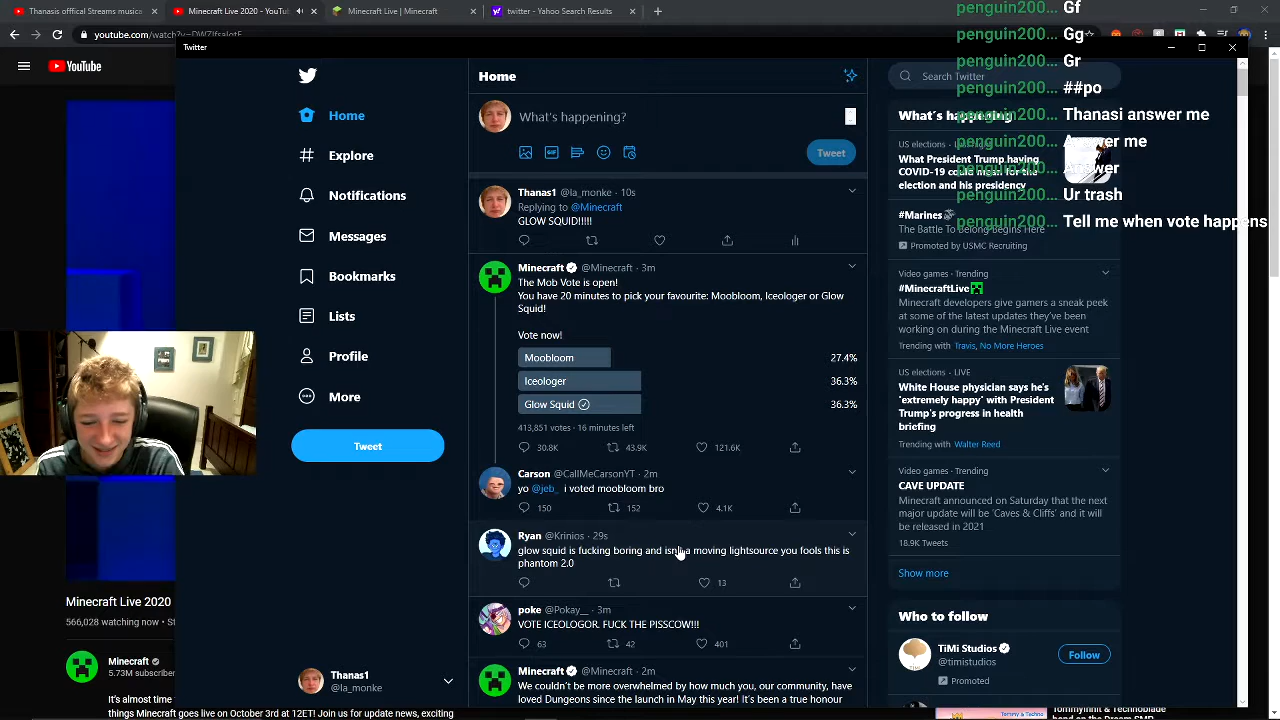 Thanasis offical Streams music
Minecraft Live 2020 - YouTu
Minecraft Live | Minecraft
twitter - Yahoo Search Results
YouTube
Twitter
Home
Search Twitter
Home
Explore
Notifications
Messages
Bookmarks
Lists
Profile
More
Tweet
Thanas1
@la_monke
What's happening?
Tweet
Thanas1 @la_monke · 10s
Replying to @Minecraft
GLOW SQUID!!!!!
Minecraft @Minecraft · 3m
The Mob Vote is open!
You have 20 minutes to pick your favourite: Moobloom, Iceologer or Glow
Squid!
Vote now!
Moobloom 27.4%
Iceologer 36.3%
Glow Squid 36.3%
413,851 votes · 16 minutes left
30.8K 43.9K 121.6K
Carson @CallMeCarsonYT · 2m
yo @jeb_ i voted moobloom bro
150 152 4.1K
Ryan @Krinios · 29s
glow squid is fucking boring and isn a moving lightsource you fools this is
phantom 2.0
13
poke @Pokay__ · 3m
VOTE ICEOLOGOR. FUCK THE PISSCOW!!!
63 42 401
Minecraft @Minecraft · 2m
We couldn't be more overwhelmed by how much you, our community, have
loved Dungeons since the launch in May this year! It's been a true honour
What's happening
US elections
What President Trump having
COVID-19 could mean for the
election and his presidency
#Marines
The Battle To Belong Begins Here
Promoted by USMC Recruiting
Video games · Trending
#MinecraftLive
Minecraft developers give gamers a sneak peek
at some of the latest updates they've been
working on during the Minecraft Live event
Trending with Travis, No More Heroes
US elections · LIVE
White House physician says he's
'extremely happy' with President
Trump's progress in health
briefing
Trending with Walter Reed
Video games · Trending
CAVE UPDATE
Minecraft announced on Saturday that the next
major update will be 'Caves & Cliffs' and it will
be released in 2021
18.9K Tweets
Show more
Who to follow
TiMi Studios
@timistudios
Follow
Promoted
penguin200... Gf
penguin200... Gg
penguin200... Gr
penguin200... ##po
penguin200... Thanasi answer me
penguin200... Answer me
penguin200... Answer
penguin200... Ur trash
penguin200... Tell me when vote happens
Minecraft Live 2020
566,028 watching now
Minecraft
5.73M subscriber
It's almost time
things Minecraft goes live on October 3rd at 12ET! Join for update news, exciting
TommyInnit & Technoblade